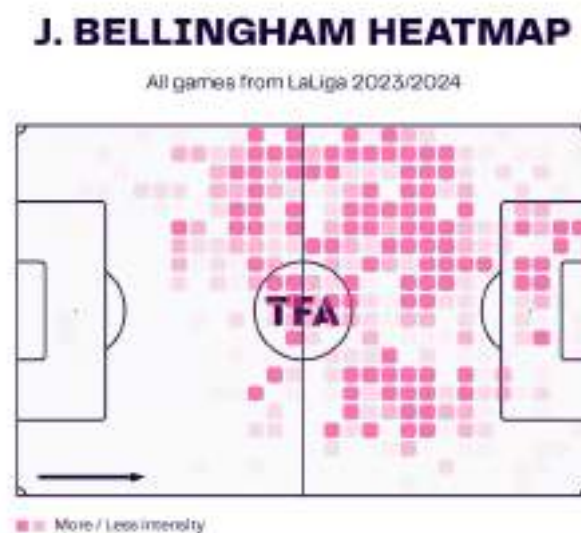 J. BELLINGHAM HEATMAP
All games from LaLiga 2023/2024
TFA
More / Less intensity